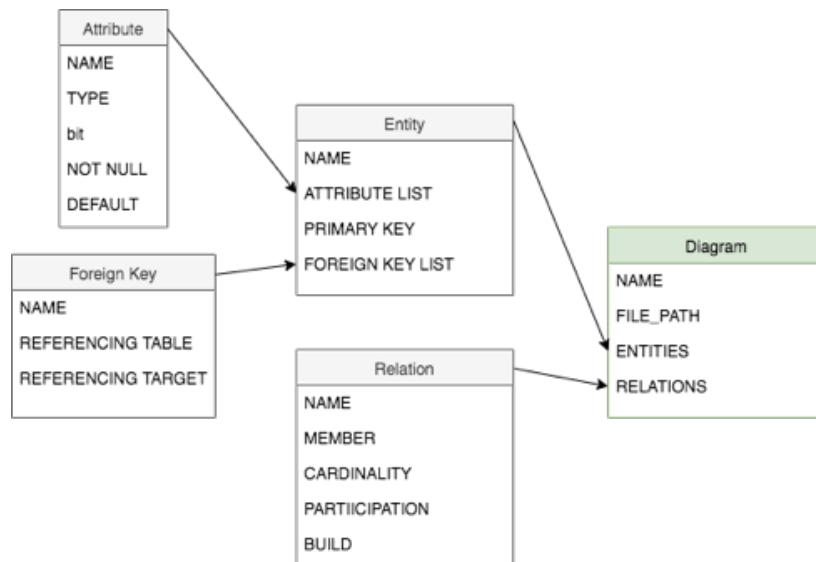 Attribute
NAME
TYPE
bit
NOT NULL
DEFAULT
Foreign Key
NAME
REFERENCING TABLE
REFERENCING TARGET
Entity
NAME
ATTRIBUTE LIST
PRIMARY KEY
FOREIGN KEY LIST
Relation
NAME
MEMBER
CARDINALITY
PARTIICIPATION
BUILD
Diagram
NAME
FILE_PATH
ENTITIES
RELATIONS